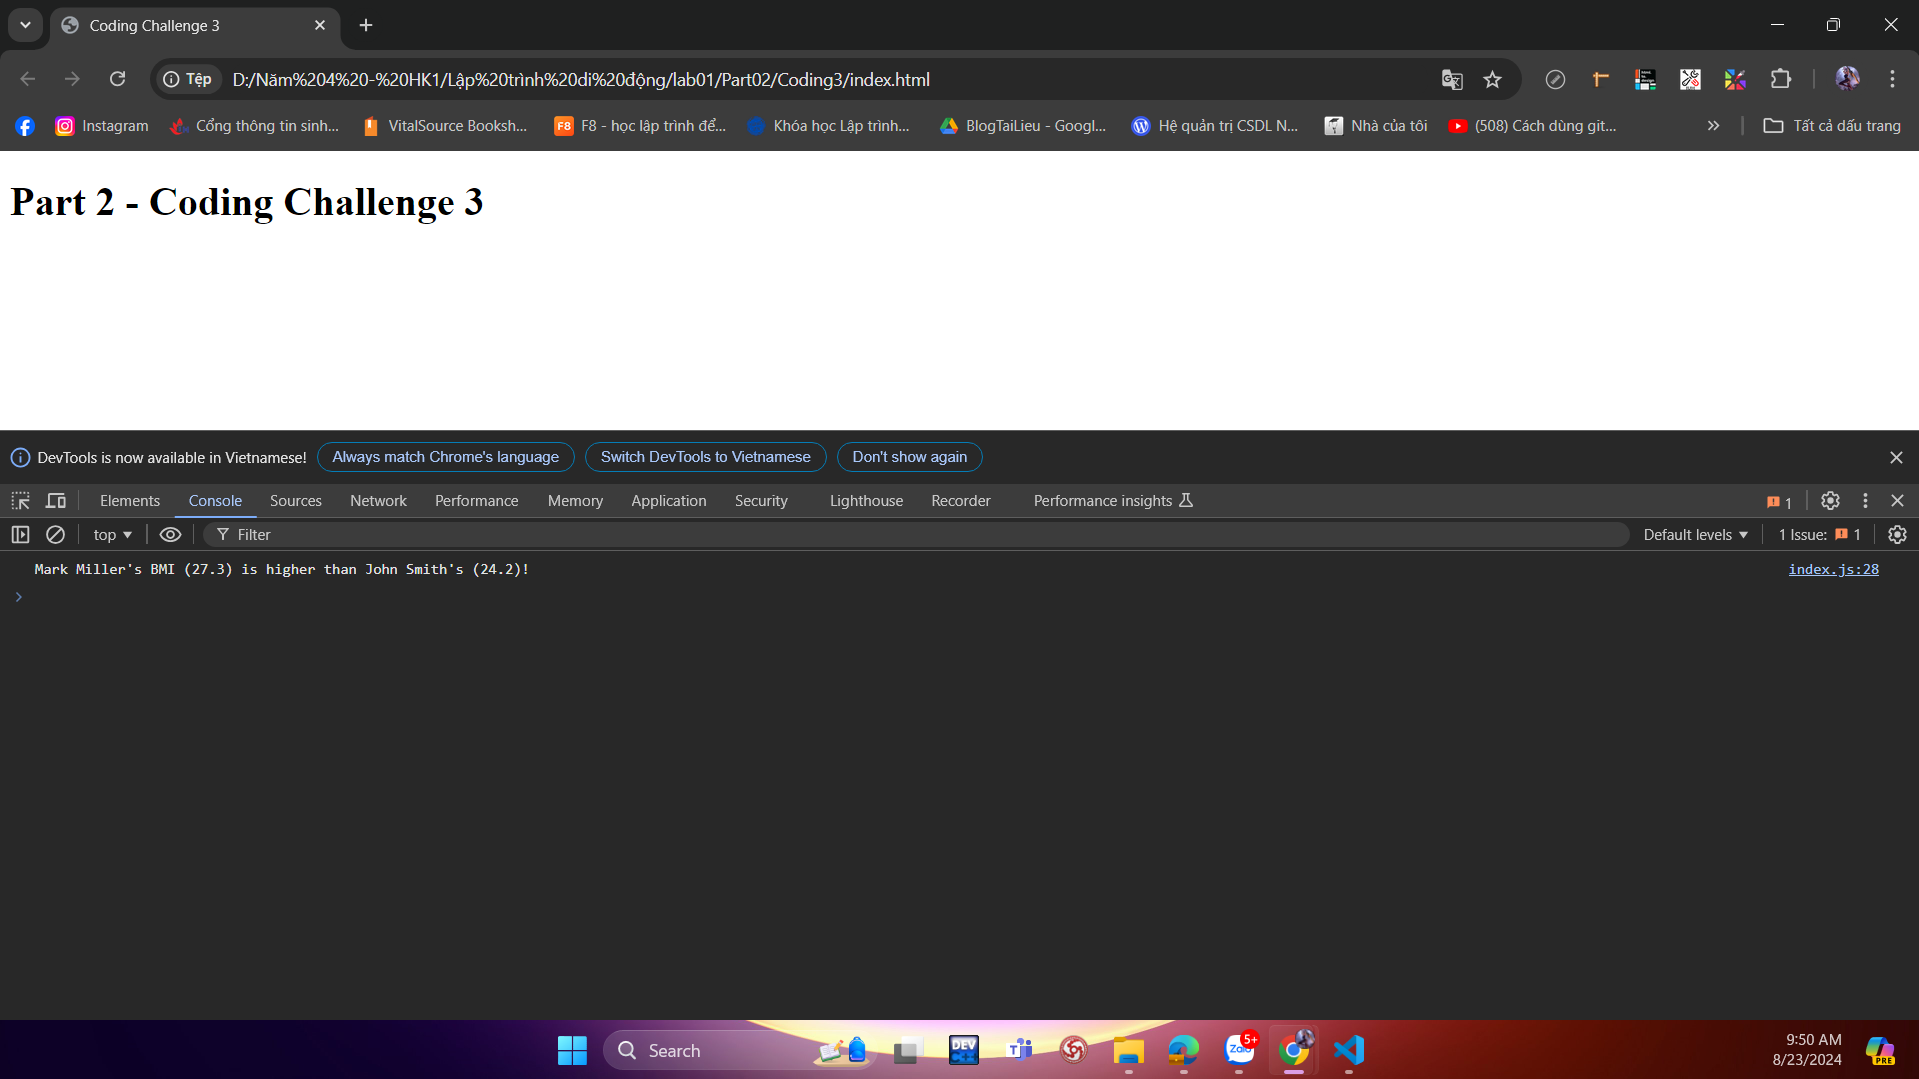 Coding Challenge 3
Tệp D:/Năm%204%20-%20HK1/Lập%20trình%20di%20động/lab01/Part02/Coding3/index.html
Instagram Cổng thông tin sinh... VitalSource Booksh... F8 F8 - học lập trình để... Khóa học Lập trình... BlogTaiLieu - Googl... Hệ quản trị CSDL N... Nhà của tôi (508) Cách dùng git... Tất cả dấu trang
Part 2 - Coding Challenge 3
DevTools is now available in Vietnamese! Always match Chrome's language Switch DevTools to Vietnamese Don't show again
Elements Console Sources Network Performance Memory Application Security Lighthouse Recorder Performance insights 1
top Filter Default levels 1 Issue: 1
Mark Miller's BMI (27.3) is higher than John Smith's (24.2)! index.js:28
Search DEV C++ Zalo 5+ PRE
9:50 AM
8/23/2024